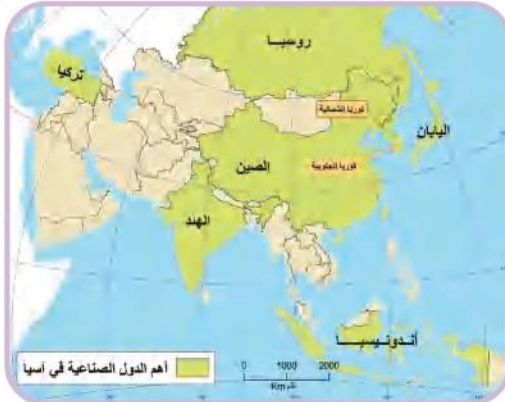 روسيا
تركيا
كوريا الشمالية
اليابان
الصين
كوريا الجنوبية
الهند
أندونيسيا
أهم الدول الصناعية في آسيا
0 1000 2000
Km كم